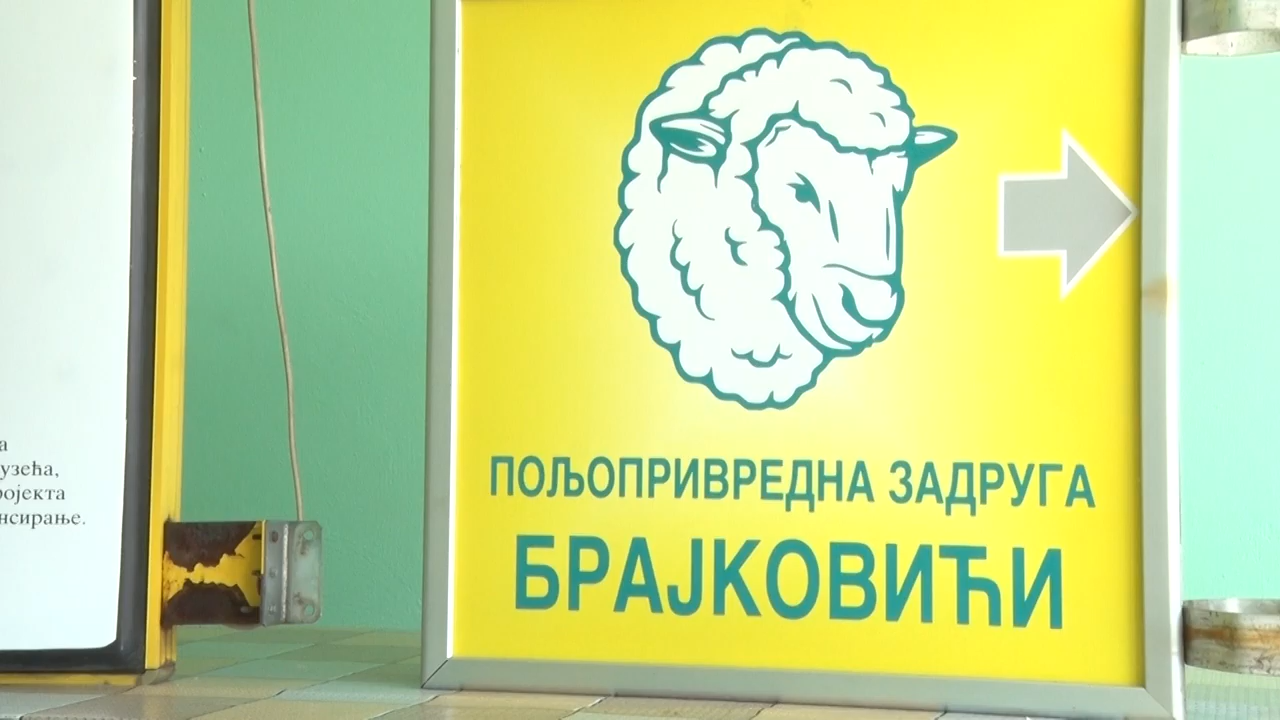 а
узећа,
ројекта
нсирање.
ПОЉОПРИВРЕДНА ЗАДРУГА
БРАЈКОВИЋИ